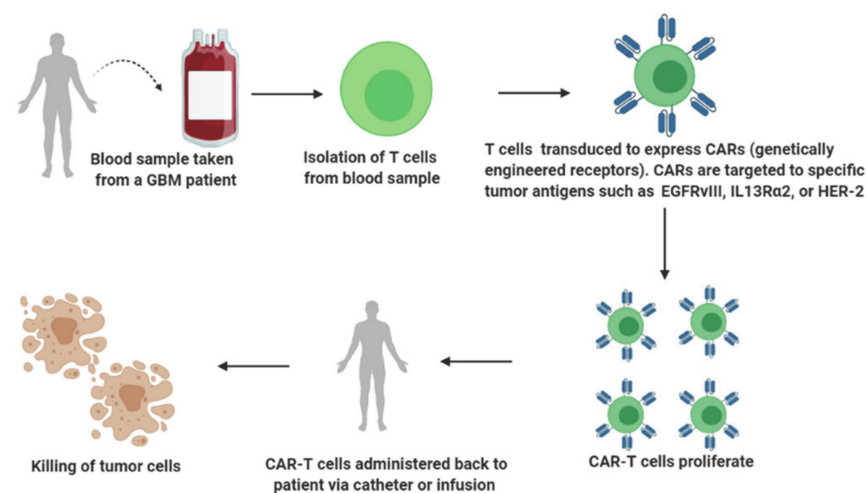 Blood sample taken
from a GBM patient
Isolation of T cells
from blood sample
T cells transduced to express CARs (genetically
engineered receptors). CARs are targeted to specific
tumor antigens such as EGFRvIII, IL13Rα2, or HER-2
Killing of tumor cells
CAR-T cells administered back to
patient via catheter or infusion
CAR-T cells proliferate